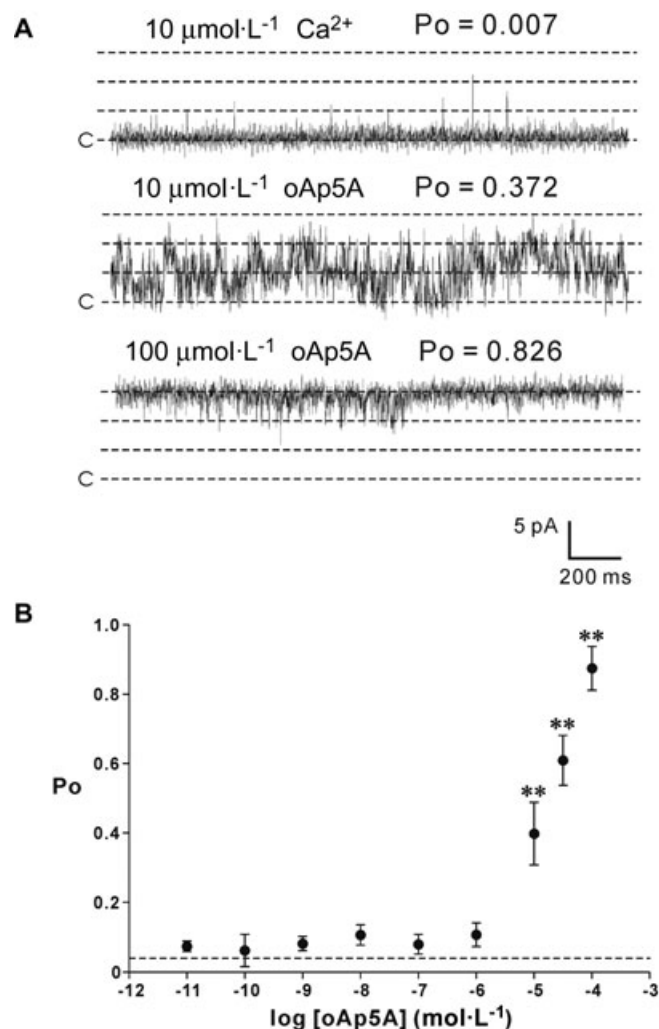 A
10 μmol·L⁻¹ Ca²⁺ Po = 0.007
C
10 μmol·L⁻¹ oAp5A Po = 0.372
C
100 μmol·L⁻¹ oAp5A Po = 0.826
C
5 pA
200 ms
B
1.0
**
0.8
**
0.6
Po
**
0.4
0.2
0
-12 -11 -10 -9 -8 -7 -6 -5 -4 -3
log [oAp5A] (mol·L⁻¹)